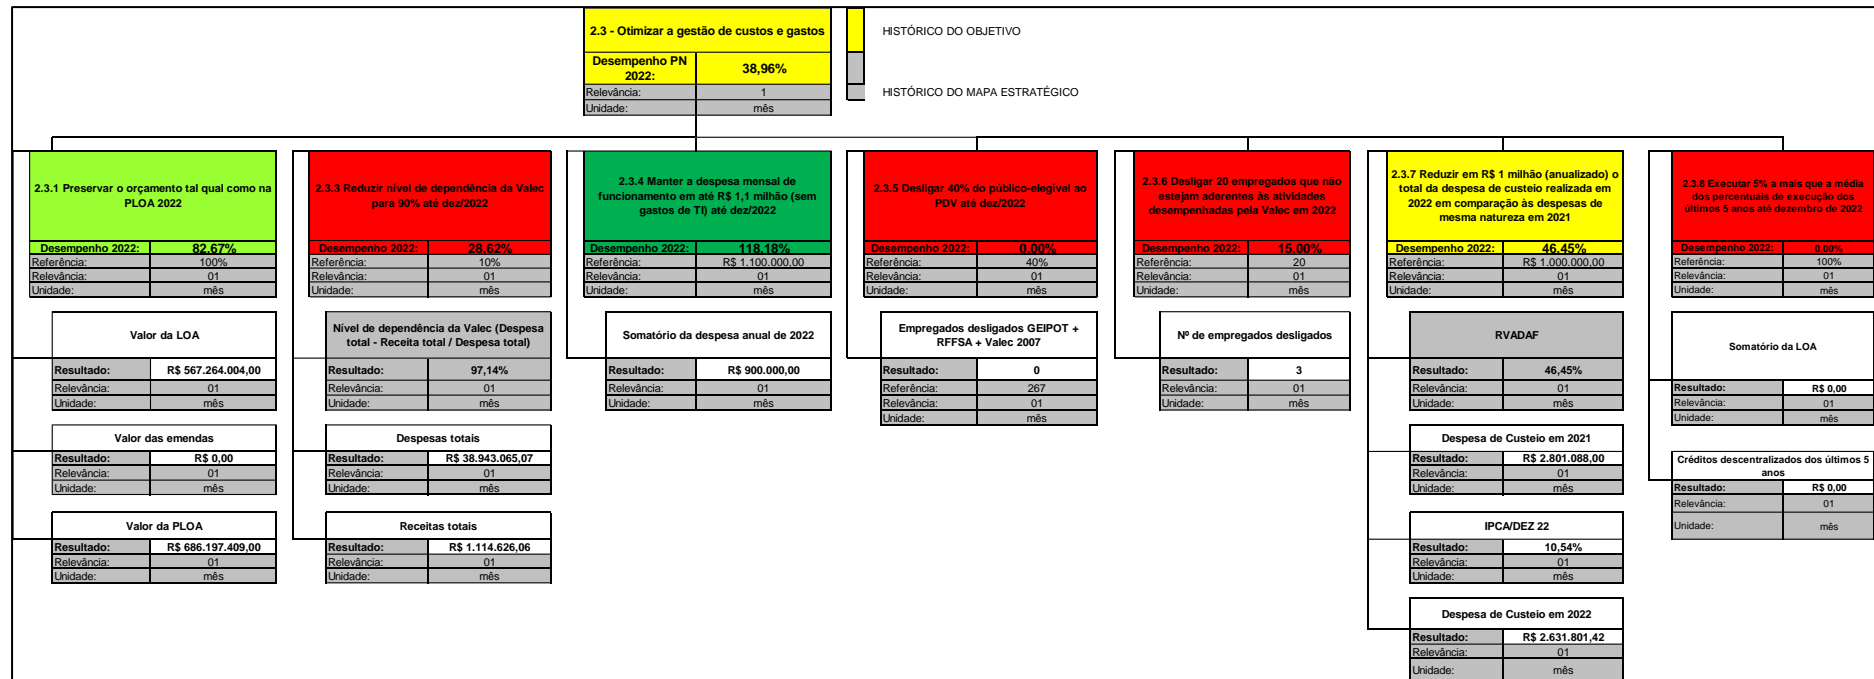 2.3 - Otimizar a gestão de custos e gastos
Desempenho PN 2022: 38,96%
Relevância: 1
Unidade: mês
HISTÓRICO DO OBJETIVO
HISTÓRICO DO MAPA ESTRATÉGICO
2.3.1 Preservar o orçamento tal qual como na
PLOA 2022
Desempenho 2022: 82,67%
Referência: 100%
Relevância: 01
Unidade: mês
Valor da LOA
Resultado: R$ 567.264.004,00
Relevância: 01
Unidade: mês
Valor das emendas
Resultado: R$ 0,00
Relevância: 01
Unidade: mês
Valor da PLOA
Resultado: R$ 686.197.409,00
Relevância: 01
Unidade: mês
2.3.3 Reduzir nível de dependência da Valec
para 90% até dez/2022
Desempenho 2022: 28,62%
Referência: 10%
Relevância: 01
Unidade: mês
Nível de dependência da Valec (Despesa
total - Receita total / Despesa total)
Resultado: 97,14%
Relevância: 01
Unidade: mês
Despesas totais
Resultado: R$ 38.943.065,07
Relevância: 01
Unidade: mês
Receitas totais
Resultado: R$ 1.114.626,06
Relevância: 01
Unidade: mês
2.3.4 Manter a despesa mensal de
funcionamento em até R$ 1,1 milhão (sem
gastos de TI) até dez/2022
Desempenho 2022: 118,18%
Referência: R$ 1.100.000,00
Relevância: 01
Unidade: mês
Somatório da despesa anual de 2022
Resultado: R$ 900.000,00
Relevância: 01
Unidade: mês
2.3.5 Desligar 40% do público-elegível ao
PDV até dez/2022
Desempenho 2022: 0,00%
Referência: 40%
Relevância: 01
Unidade: mês
Empregados desligados GEIPOT +
RFFSA + Valec 2007
Resultado: 0
Referência: 267
Relevância: 01
Unidade: mês
2.3.6 Desligar 20 empregados que não
estejam aderentes às atividades
desempenhadas pela Valec em 2022
Desempenho 2022: 15,00%
Referência: 20
Relevância: 01
Unidade: mês
Nº de empregados desligados
Resultado: 3
Relevância: 01
Unidade: mês
2.3.7 Reduzir em R$ 1 milhão (anualizado) o
total da despesa de custeio realizada em
2022 em comparação às despesas de
mesma natureza em 2021
Desempenho 2022: 46,45%
Referência: R$ 1.000.000,00
Relevância: 01
Unidade: mês
RVADAF
Resultado: 46,45%
Relevância: 01
Unidade: mês
Despesa de Custeio em 2021
Resultado: R$ 2.801.088,00
Relevância: 01
Unidade: mês
IPCA/DEZ 22
Resultado: 10,54%
Relevância: 01
Unidade: mês
Despesa de Custeio em 2022
Resultado: R$ 2.631.801,42
Relevância: 01
Unidade: mês
2.3.8 Executar 5% a mais que a média
dos percentuais de execução dos
últimos 5 anos até dezembro de 2022
Desempenho 2022: 0,00%
Referência: 100%
Relevância: 01
Unidade: mês
Somatório da LOA
Resultado: R$ 0,00
Relevância: 01
Unidade: mês
Créditos descentralizados dos últimos 5
anos
Resultado: R$ 0,00
Relevância: 01
Unidade: mês